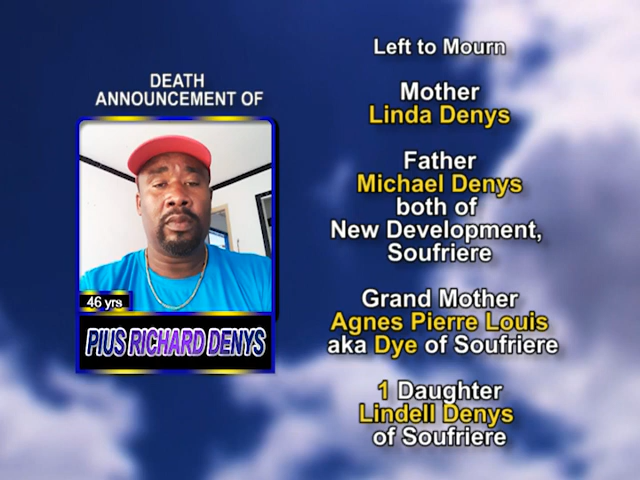 DEATH
ANNOUNCEMENT OF
46 yrs
PIUS RICHARD DENYS
Left to Mourn
Mother
Linda Denys
Father
Michael Denys
both of
New Development,
Soufriere
Grand Mother
Agnes Pierre Louis
aka Dye of Soufriere
1 Daughter
Lindell Denys
of Soufriere